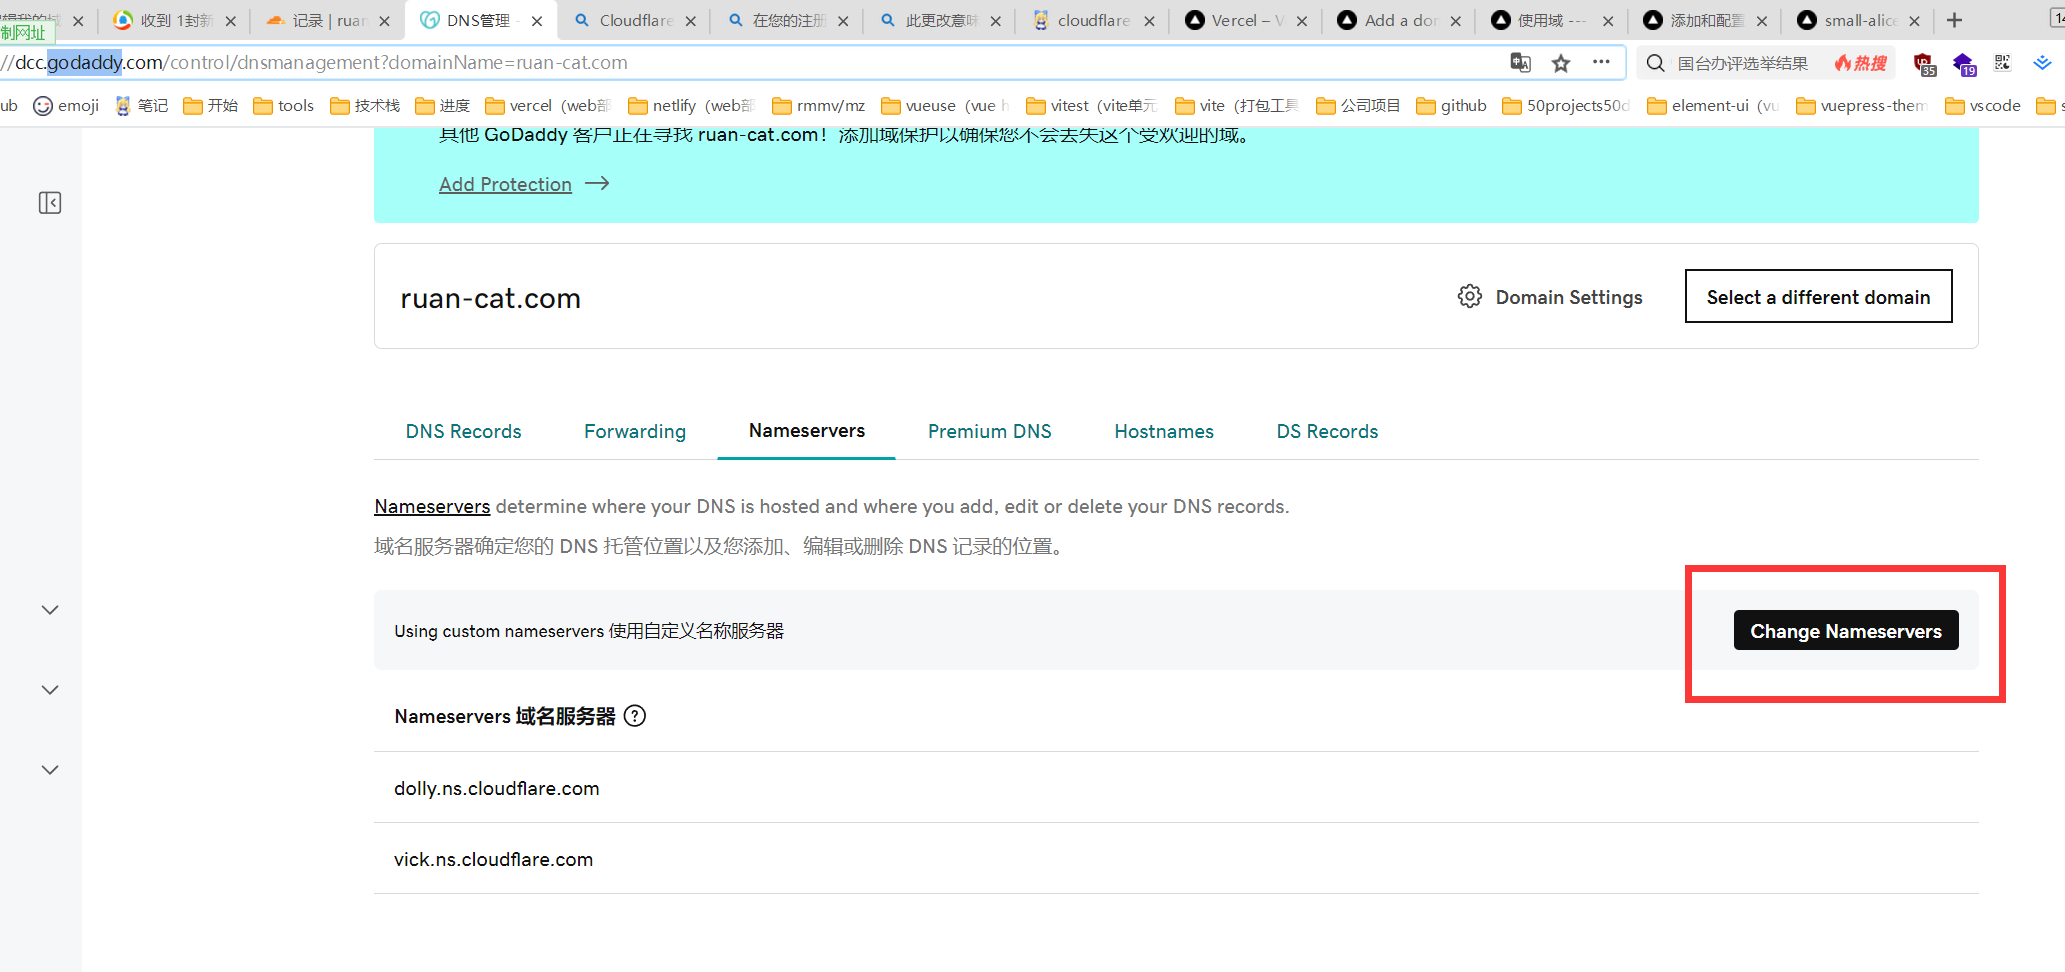 制网址
收到 1封新
记录 | ruan
DNS管理 -
Cloudflare
在您的注册
此更改意味
cloudflare
Vercel – V
Add a dor
使用域 ---
添加和配置
small-alice
//dcc.godaddy.com/control/dnsmanagement?domainName=ruan-cat.com
国台办评选举结果
热搜
35
19
ub
emoji
笔记
开始
tools
技术栈
进度
vercel（web部
netlify（web部
rmmv/mz
vueuse（vue h
vitest（vite单元
vite（打包工具
公司项目
github
50projects50d
element-ui（vu
vuepress-them
vscode
其他 GoDaddy 客户正在寻找 ruan-cat.com！添加域保护以确保您不会丢失这个受欢迎的域。
Add Protection
ruan-cat.com
Domain Settings
Select a different domain
DNS Records
Forwarding
Nameservers
Premium DNS
Hostnames
DS Records
Nameservers determine where your DNS is hosted and where you add, edit or delete your DNS records.
域名服务器确定您的 DNS 托管位置以及您添加、编辑或删除 DNS 记录的位置。
Using custom nameservers 使用自定义名称服务器
Change Nameservers
Nameservers 域名服务器
dolly.ns.cloudflare.com
vick.ns.cloudflare.com